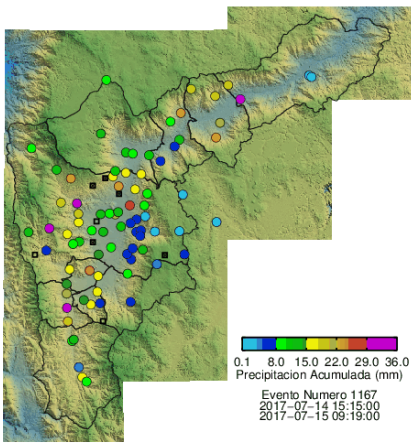 0.1 8.0 15.0 22.0 29.0 36.0
Precipitacion Acumulada (mm)
Evento Numero 1167
2017-07-14 15:15:00
2017-07-15 09:19:00